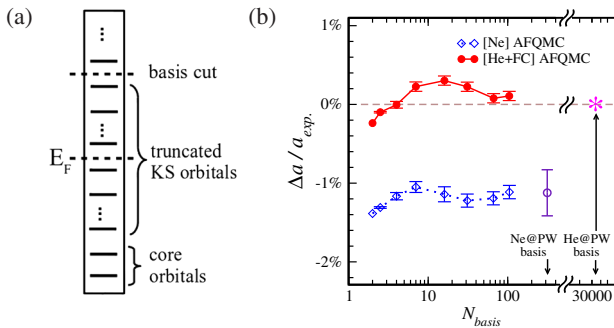 (a)
basis cut
E_F
truncated
KS orbitals
core
orbitals
(b)
[Ne] AFQMC
[He+FC] AFQMC
1%
0%
-1%
-2%
Δa / a_exp.
Ne@PW
basis
He@PW
basis
1
10
100
30000
N_basis